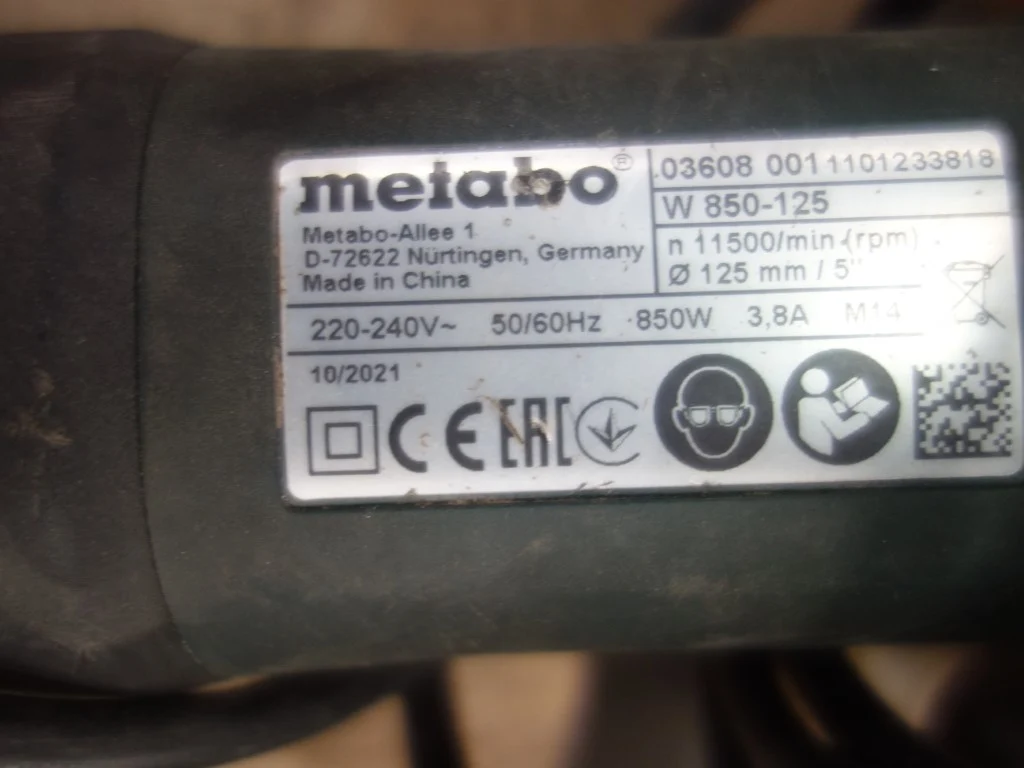 metabo®
Metabo-Allee 1
D-72622 Nürtingen, Germany
Made in China
03608 001 1101233818
W 850-125
n 11500/min (rpm)
Ø 125 mm / 5"
220-240V~ 50/60Hz 850W 3,8A M14
10/2021
CE EAC